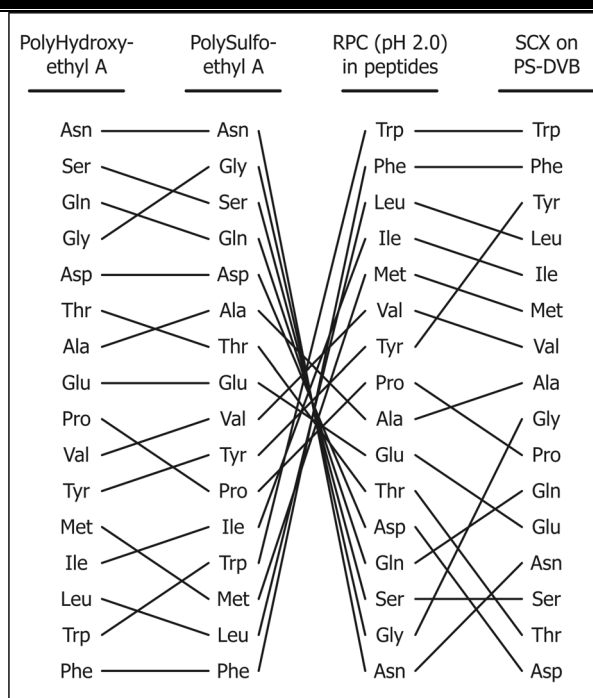 PolyHydroxy- PolySulfo- RPC (pH 2.0) SCX on
ethyl A ethyl A in peptides PS-DVB
Asn Asn Trp Trp
Ser Gly Phe Phe
Gln Ser Leu Tyr
Gly Gln Ile Leu
Asp Asp Met Ile
Thr Ala Val Met
Ala Thr Tyr Val
Glu Glu Pro Ala
Pro Val Ala Gly
Val Tyr Glu Pro
Tyr Pro Thr Gln
Met Ile Asp Glu
Ile Trp Gln Asn
Leu Met Ser Ser
Trp Leu Gly Thr
Phe Phe Asn Asp